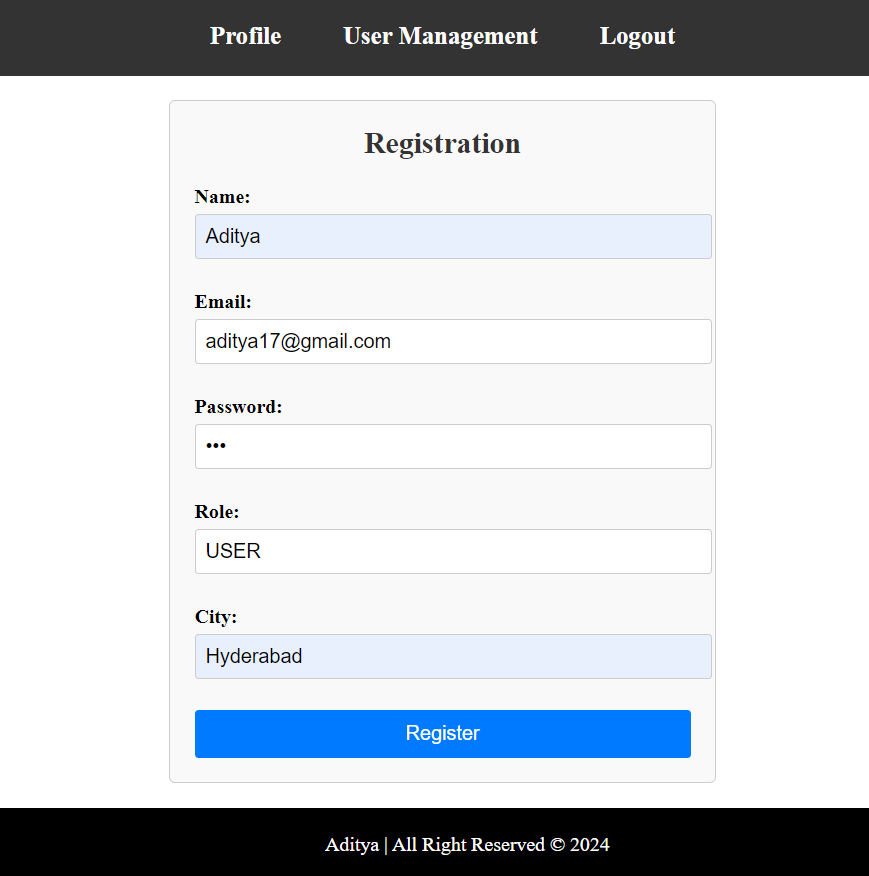 Profile User Management Logout
Registration
Name:
Aditya
Email:
aditya17@gmail.com
Password:
•••
Role:
USER
City:
Hyderabad
Register
Aditya | All Right Reserved © 2024